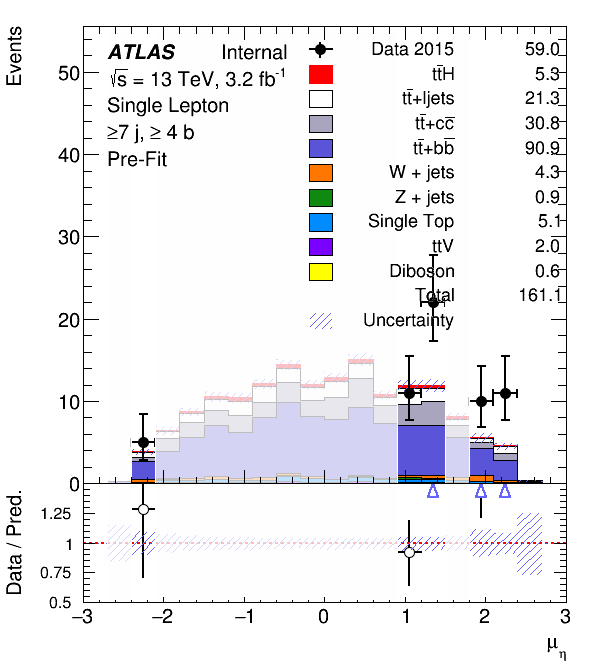 Events
ATLAS Internal
√s = 13 TeV, 3.2 fb⁻¹
Single Lepton
≥7 j, ≥ 4 b
Pre-Fit
Data 2015 59.0
tt̄H 5.3
tt̄+ljets 21.3
tt̄+cc̄ 30.8
tt̄+bb̄ 90.9
W + jets 4.3
Z + jets 0.9
Single Top 5.1
tt̄V 2.0
Diboson 0.6
Total 161.1
Uncertainty
50
40
30
20
10
0
Data / Pred.
1.25
1
0.75
0.5
−3 −2 −1 0 1 2 3
μη